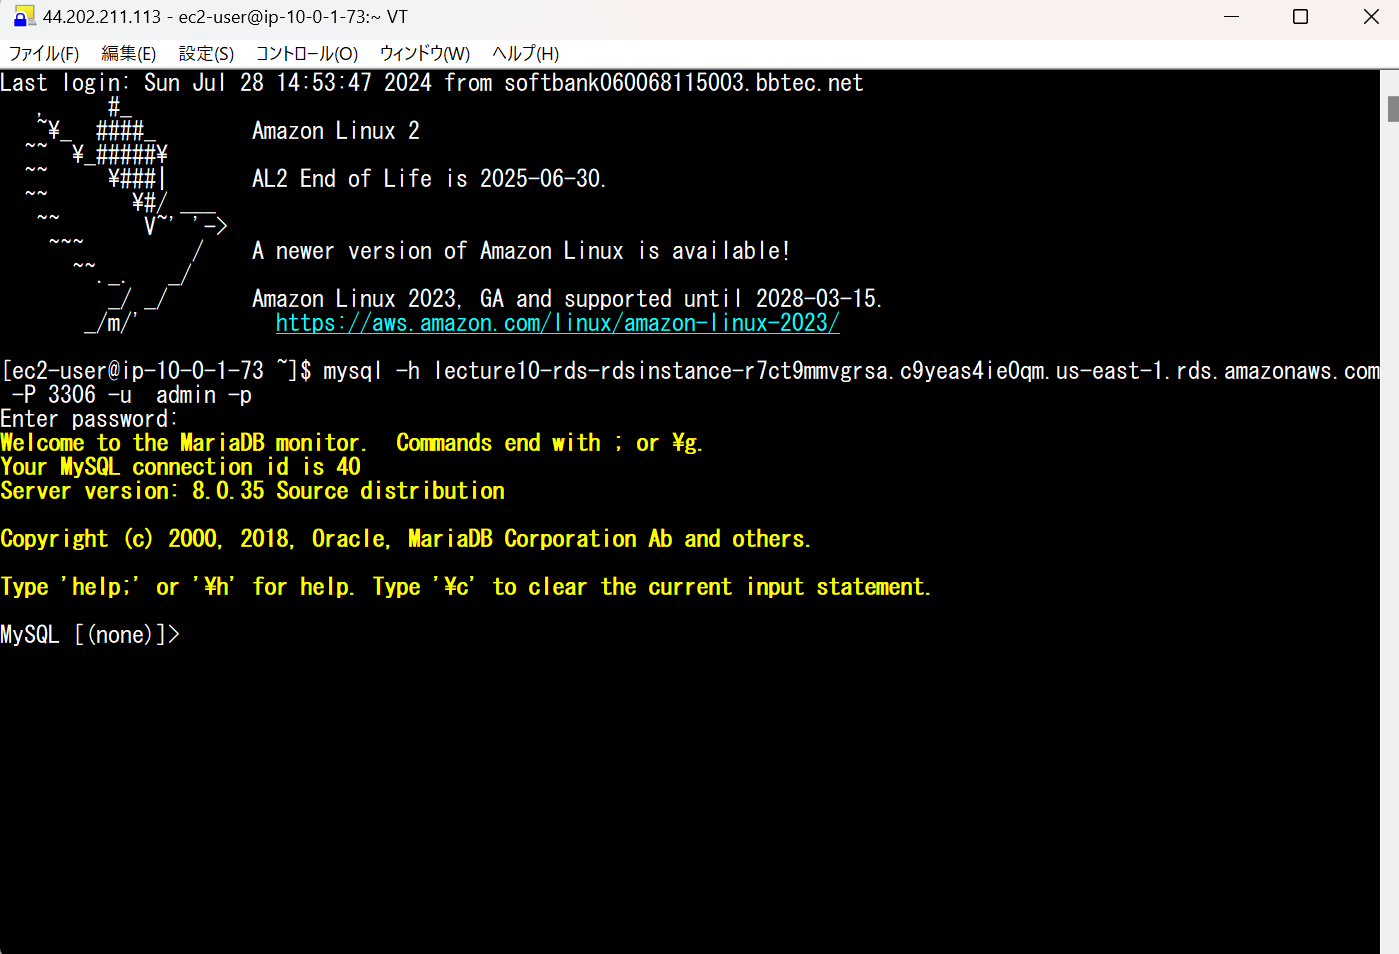 44.202.211.113 - ec2-user@ip-10-0-1-73:~ VT
ファイル(F) 編集(E) 設定(S) コントロール(O) ウィンドウ(W) ヘルプ(H)
Last login: Sun Jul 28 14:53:47 2024 from softbank060068115003.bbtec.net
   ,     #_
   ~¥_  ####_        Amazon Linux 2
  ~~  ¥_#####¥
  ~~     ¥###|       AL2 End of Life is 2025-06-30.
  ~~       ¥#/ ___
   ~~       V~' '->
    ~~~         /    A newer version of Amazon Linux is available!
      ~~._.   _/
         _/ _/       Amazon Linux 2023, GA and supported until 2028-03-15.
       _/m/'           https://aws.amazon.com/linux/amazon-linux-2023/
[ec2-user@ip-10-0-1-73 ~]$ mysql -h lecture10-rds-rdsinstance-r7ct9mmvgrsa.c9yeas4ie0qm.us-east-1.rds.amazonaws.com
 -P 3306 -u  admin -p
Enter password:
Welcome to the MariaDB monitor.  Commands end with ; or ¥g.
Your MySQL connection id is 40
Server version: 8.0.35 Source distribution
Copyright (c) 2000, 2018, Oracle, MariaDB Corporation Ab and others.
Type 'help;' or '¥h' for help. Type '¥c' to clear the current input statement.
MySQL [(none)]>